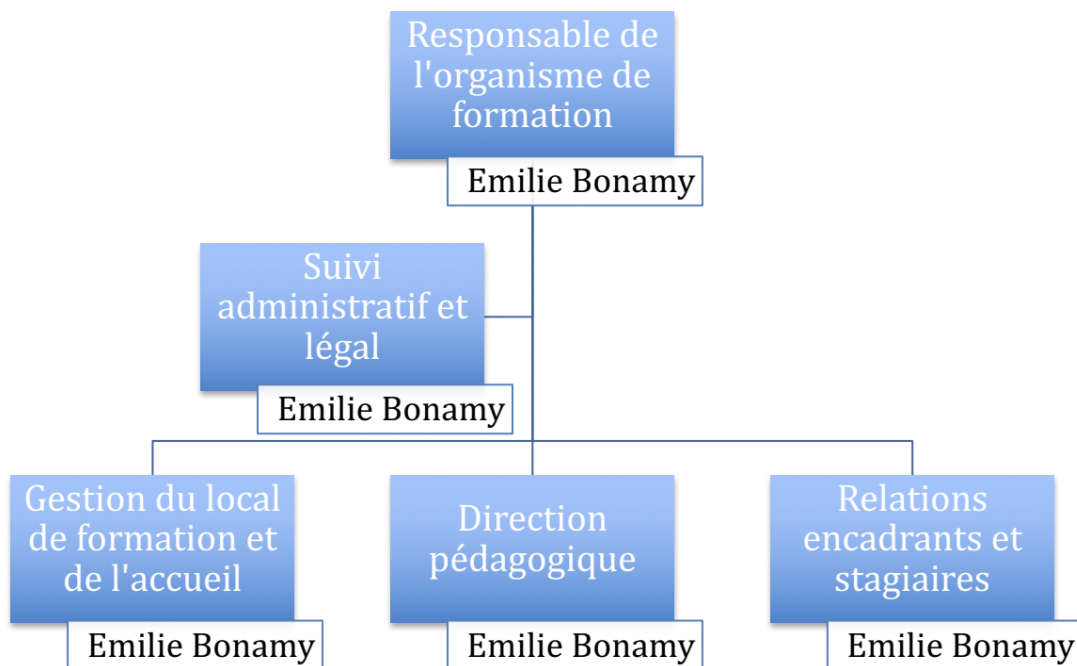 Responsable de
l'organisme de
formation
Emilie Bonamy
Suivi
administratif et
légal
Emilie Bonamy
Gestion du local
de formation et
de l'accueil
Emilie Bonamy
Direction
pédagogique
Emilie Bonamy
Relations
encadrants et
stagiaires
Emilie Bonamy